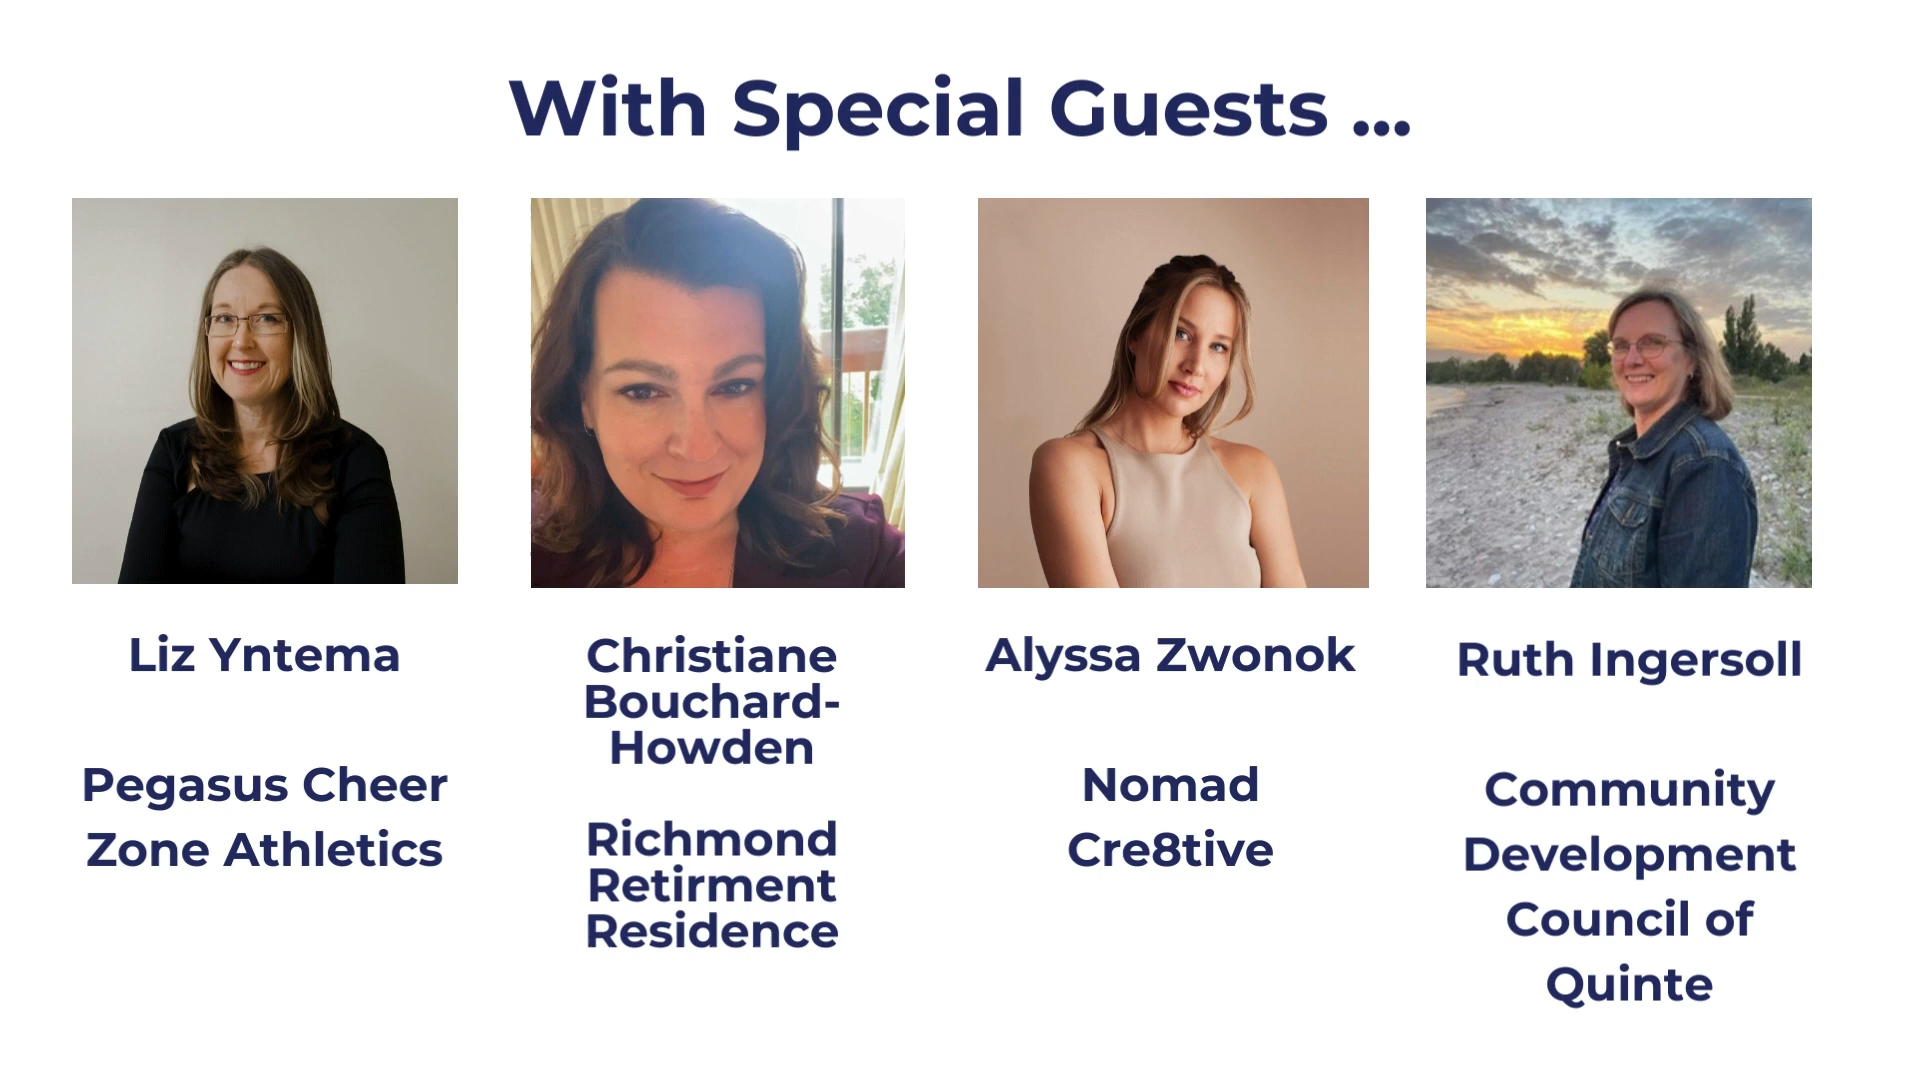 With Special Guests ...
Liz Yntema
Pegasus Cheer
Zone Athletics
Christiane
Bouchard-
Howden
Richmond
Retirment
Residence
Alyssa Zwonok
Nomad
Cre8tive
Ruth Ingersoll
Community
Development
Council of
Quinte